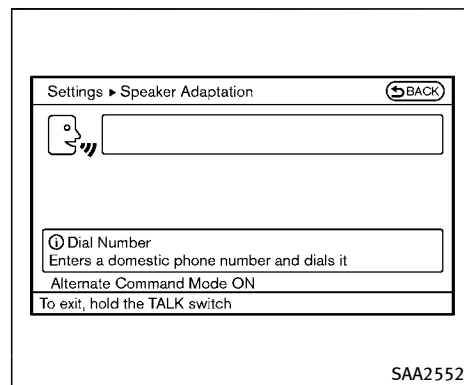 Settings ▸ Speaker Adaptation
BACK
ⓘ Dial Number
Enters a domestic phone number and dials it
Alternate Command Mode ON
To exit, hold the TALK switch
SAA2552